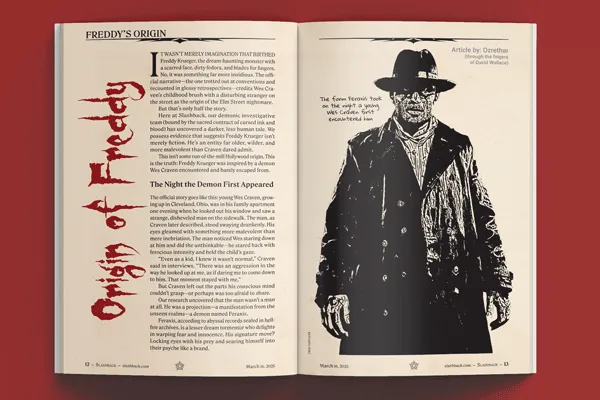 FREDDY'S ORIGIN
Origin of Freddy
IT WASN'T MERELY IMAGINATION THAT BIRTHED
Freddy Krueger, the dream-haunting monster with
a scarred face, dirty fedora, and blades for fingers.
No, it was something far more insidious. The offi-
cial narrative—the one trotted out at conventions and
recounted in glossy retrospectives—credits Wes Cra-
ven's childhood brush with a disturbing stranger on
the street as the origin of the Elm Street nightmare.
But that's only half the story.
Here at Slashback, our demonic investigative
team (bound by the sacred contract of cursed ink and
blood) has uncovered a darker, less human tale. We
possess evidence that suggests Freddy Krueger isn't
merely fiction. He's an entity far older, wilder, and
more malevolent than Craven dared admit.
This isn't some run-of-the-mill Hollywood origin. This
is the truth: Freddy Krueger was inspired by a demon
Wes Craven encountered and barely escaped from.
The Night the Demon First Appeared
The official story goes like this: young Wes Craven, grow-
ing up in Cleveland, Ohio, was in his family apartment
one evening when he looked out his window and saw a
strange, disheveled man on the sidewalk. The man, as
Craven later described, stood swaying drunkenly. His
eyes gleamed with something more malevolent than
mere inebriation. The man noticed Wes staring down
at him and did the unthinkable—he stared back with
ferocious intensity and held the child's gaze.
"Even as a kid, I knew it wasn't normal," Craven
said in interviews. "There was an aggression in the
way he looked up at me, as if daring me to come down
to him. That moment stayed with me."
But Craven left out the parts his conscious mind
couldn't grasp—or perhaps was too afraid to share.
Our research uncovered that the man wasn't a man
at all. He was a projection—a manifestation from the
unseen realms—a demon named Feraxis.
Feraxis, according to abyssal records sealed in hell-
fire archives, is a lesser dream tormentor who delights
in warping fear and innocence. His signature move?
Locking eyes with his prey and searing himself into
their psyche like a brand.
12 – Slashback – slashback.com
March 16, 2025
Article by: Ozrethar
(through the fingers
of David Wallace)
The form Feraxis took
on the night a young
Wes Craven first
encountered him
March 16, 2025
slashback.com – Slashback – 13